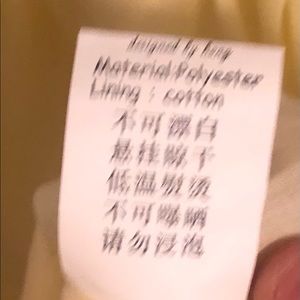 designed by Bung
Material:Polyester
Lining : cotton
不可漂白
悬挂晾干
低温熨烫
不可曝晒
请勿浸泡